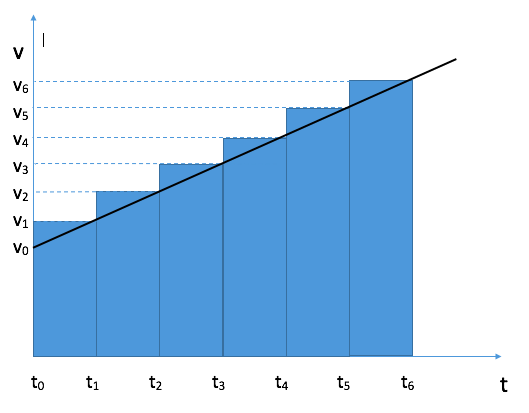 v
v₆
v₅
v₄
v₃
v₂
v₁
v₀
t₀ t₁ t₂ t₃ t₄ t₅ t₆ t